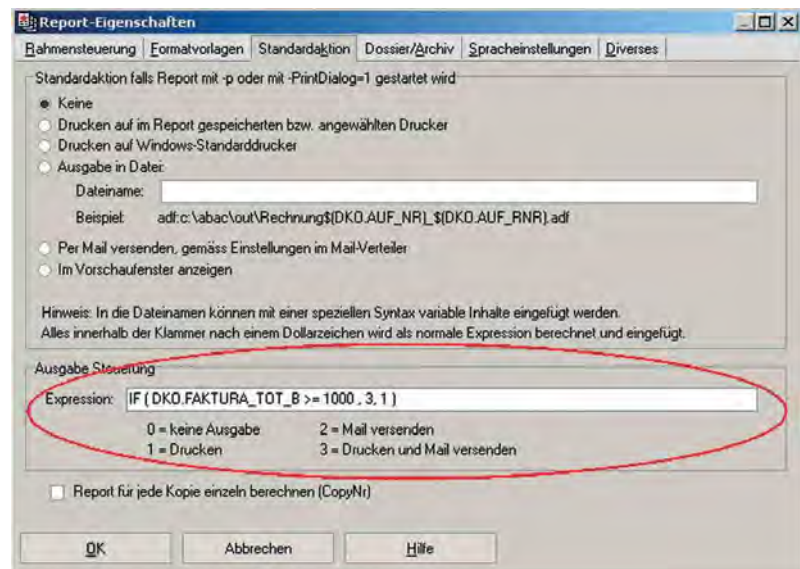 Report-Eigenschaften
Rahmensteuerung Formatvorlagen Standardaktion Dossier/Archiv Spracheinstellungen Diverses
Standardaktion falls Report mit -p oder mit -PrintDialog=1 gestartet wird
Keine
Drucken auf im Report gespeicherten bzw. angewählten Drucker
Drucken auf Windows-Standarddrucker
Ausgabe in Datei:
Dateiname:
Beispiel: adf:c:\abac\out\Rechnung$(DKO.AUF_NR)_$(DKO.AUF_RNR).adf
Per Mail versenden, gemäss Einstellungen im Mail-Verteiler
Im Vorschaufenster anzeigen
Hinweis: In die Dateinamen können mit einer speziellen Syntax variable Inhalte eingefügt werden.
Alles innerhalb der Klammer nach einem Dollarzeichen wird als normale Expression berechnet und eingefügt.
Ausgabe Steuerung
Expression: IF ( DKO.FAKTURA_TOT_B >= 1000 , 3, 1 )
0 = keine Ausgabe 2 = Mail versenden
1 = Drucken 3 = Drucken und Mail versenden
Report für jede Kopie einzeln berechnen (CopyNr)
OK Abbrechen Hilfe